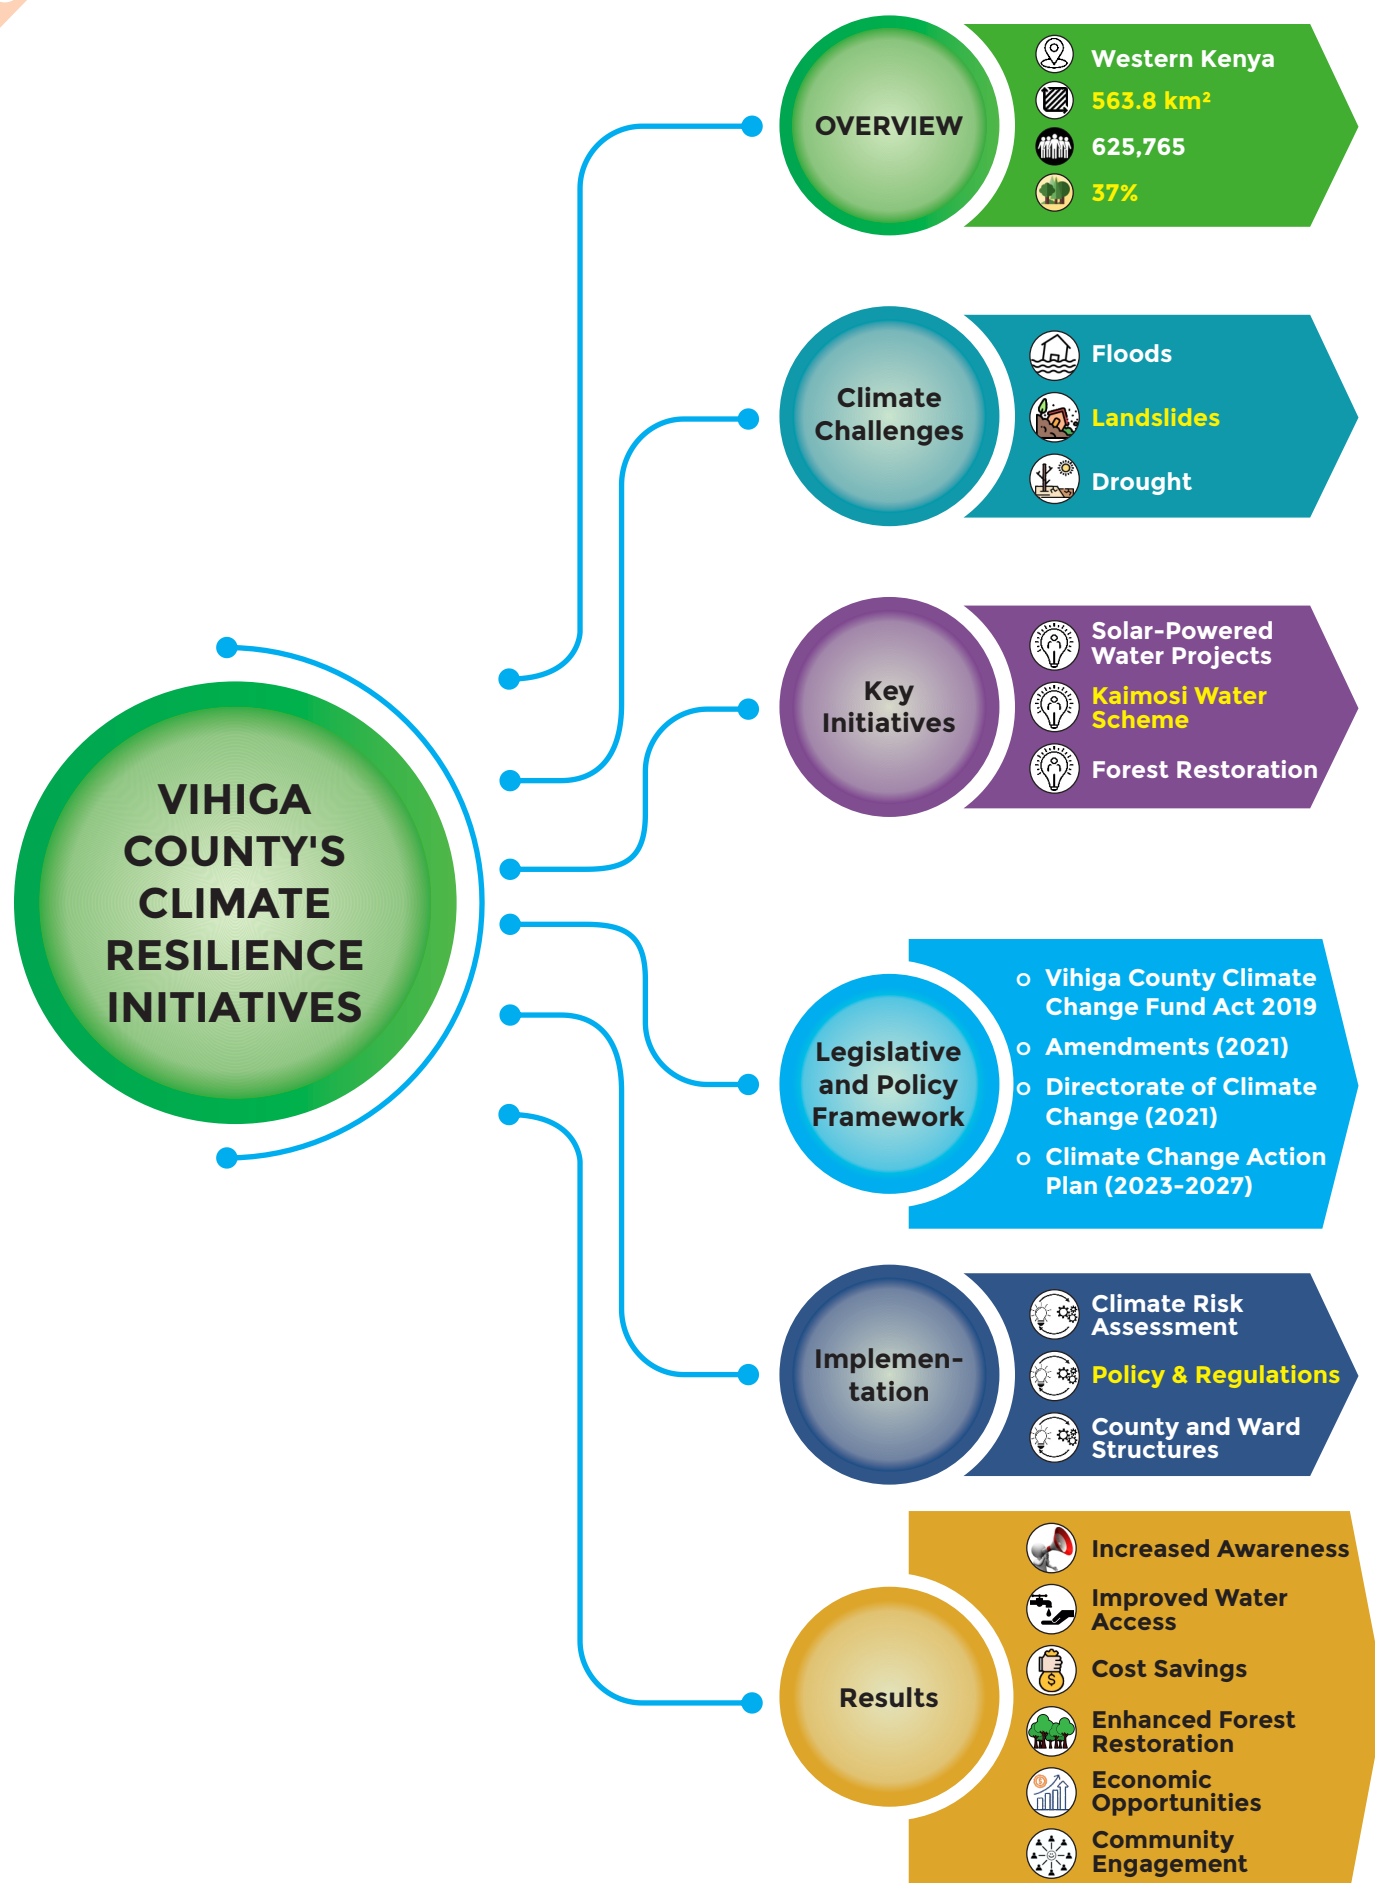 VIHIGA
COUNTY'S
CLIMATE
RESILIENCE
INITIATIVES
OVERVIEW
Western Kenya
563.8 km²
625,765
37%
Climate
Challenges
Floods
Landslides
Drought
Key
Initiatives
Solar-Powered
Water Projects
Kaimosi Water
Scheme
Forest Restoration
Legislative
and Policy
Framework
o Vihiga County Climate
Change Fund Act 2019
o Amendments (2021)
o Directorate of Climate
Change (2021)
o Climate Change Action
Plan (2023-2027)
Implemen-
tation
Climate Risk
Assessment
Policy & Regulations
County and Ward
Structures
Results
Increased Awareness
Improved Water
Access
Cost Savings
Enhanced Forest
Restoration
Economic
Opportunities
Community
Engagement